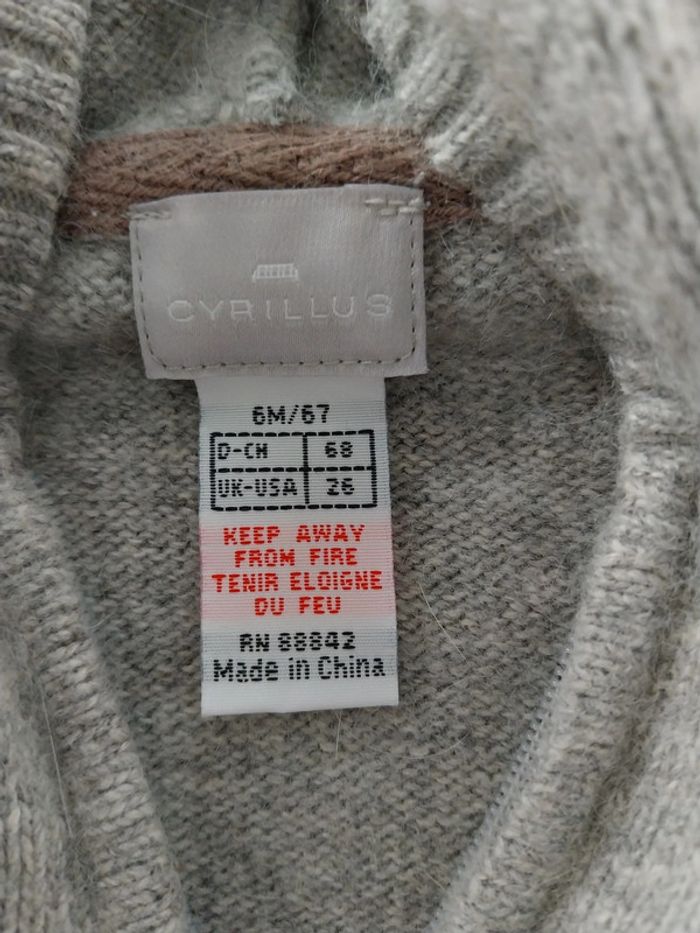 CYRILLUS
6M/67
D-CH 68
UK-USA 26
KEEP AWAY
FROM FIRE
TENIR ELOIGNE
DU FEU
RN 88842
Made in China